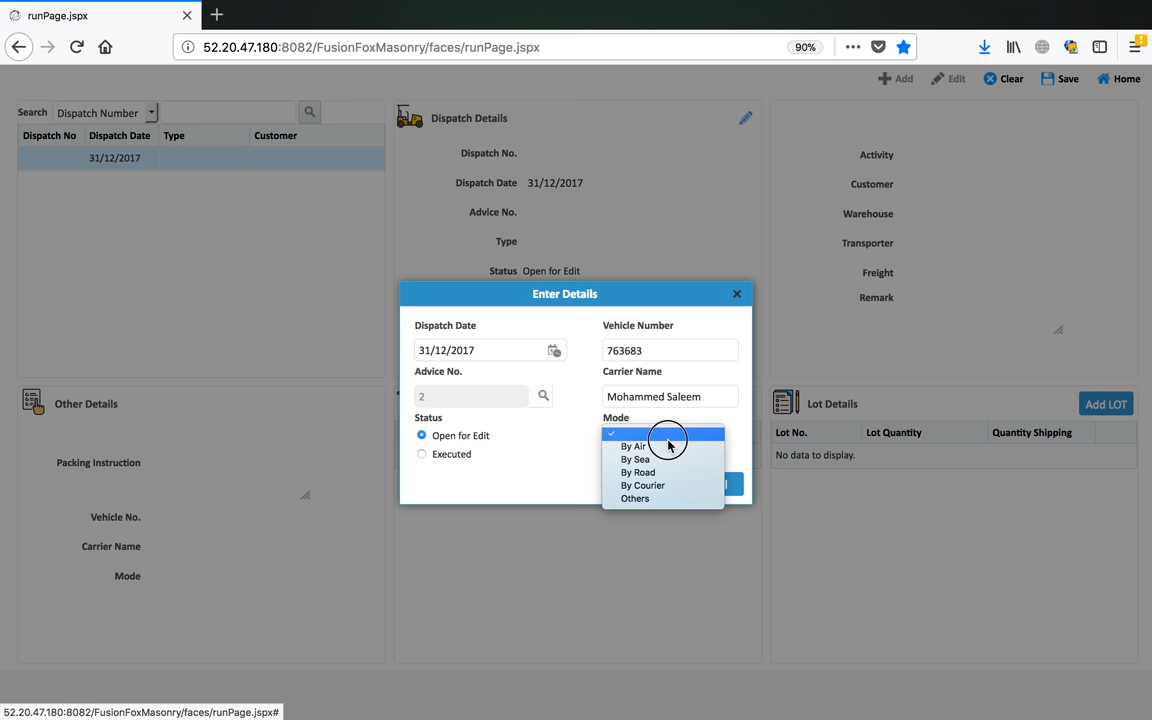 runPage.jspx
52.20.47.180:8082/FusionFoxMasonry/faces/runPage.jspx
90%
Add
Edit
Clear
Save
Home
Search
Dispatch Number
Dispatch No
Dispatch Date
Type
Customer
31/12/2017
Dispatch Details
Dispatch No.
Dispatch Date 31/12/2017
Advice No.
Type
Status Open for Edit
Activity
Customer
Warehouse
Transporter
Freight
Remark
Enter Details
Dispatch Date
31/12/2017
Vehicle Number
763683
Advice No.
2
Carrier Name
Mohammed Saleem
Status
Open for Edit
Executed
Mode
By Air
By Sea
By Road
By Courier
Others
Other Details
Packing Instruction
Vehicle No.
Carrier Name
Mode
Lot Details
Add LOT
Lot No.
Lot Quantity
Quantity Shipping
No data to display.
52.20.47.180:8082/FusionFoxMasonry/faces/runPage.jspx#